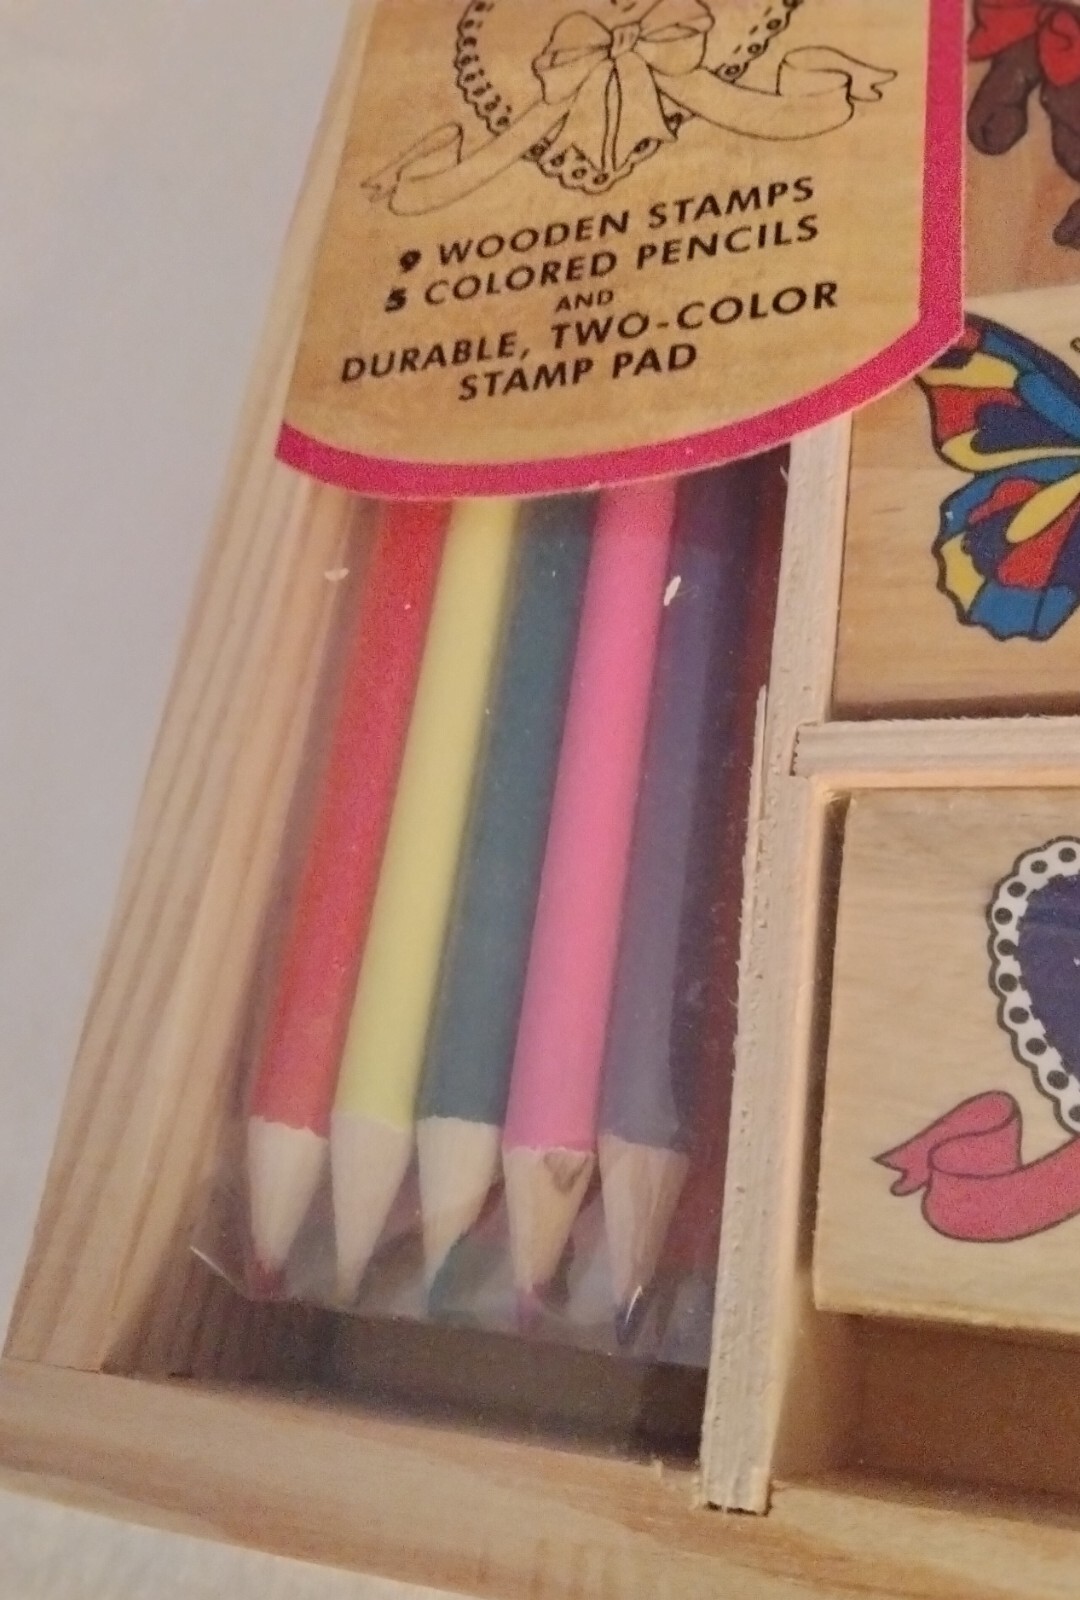 9 WOODEN STAMPS
5 COLORED PENCILS
AND
DURABLE, TWO-COLOR
STAMP PAD